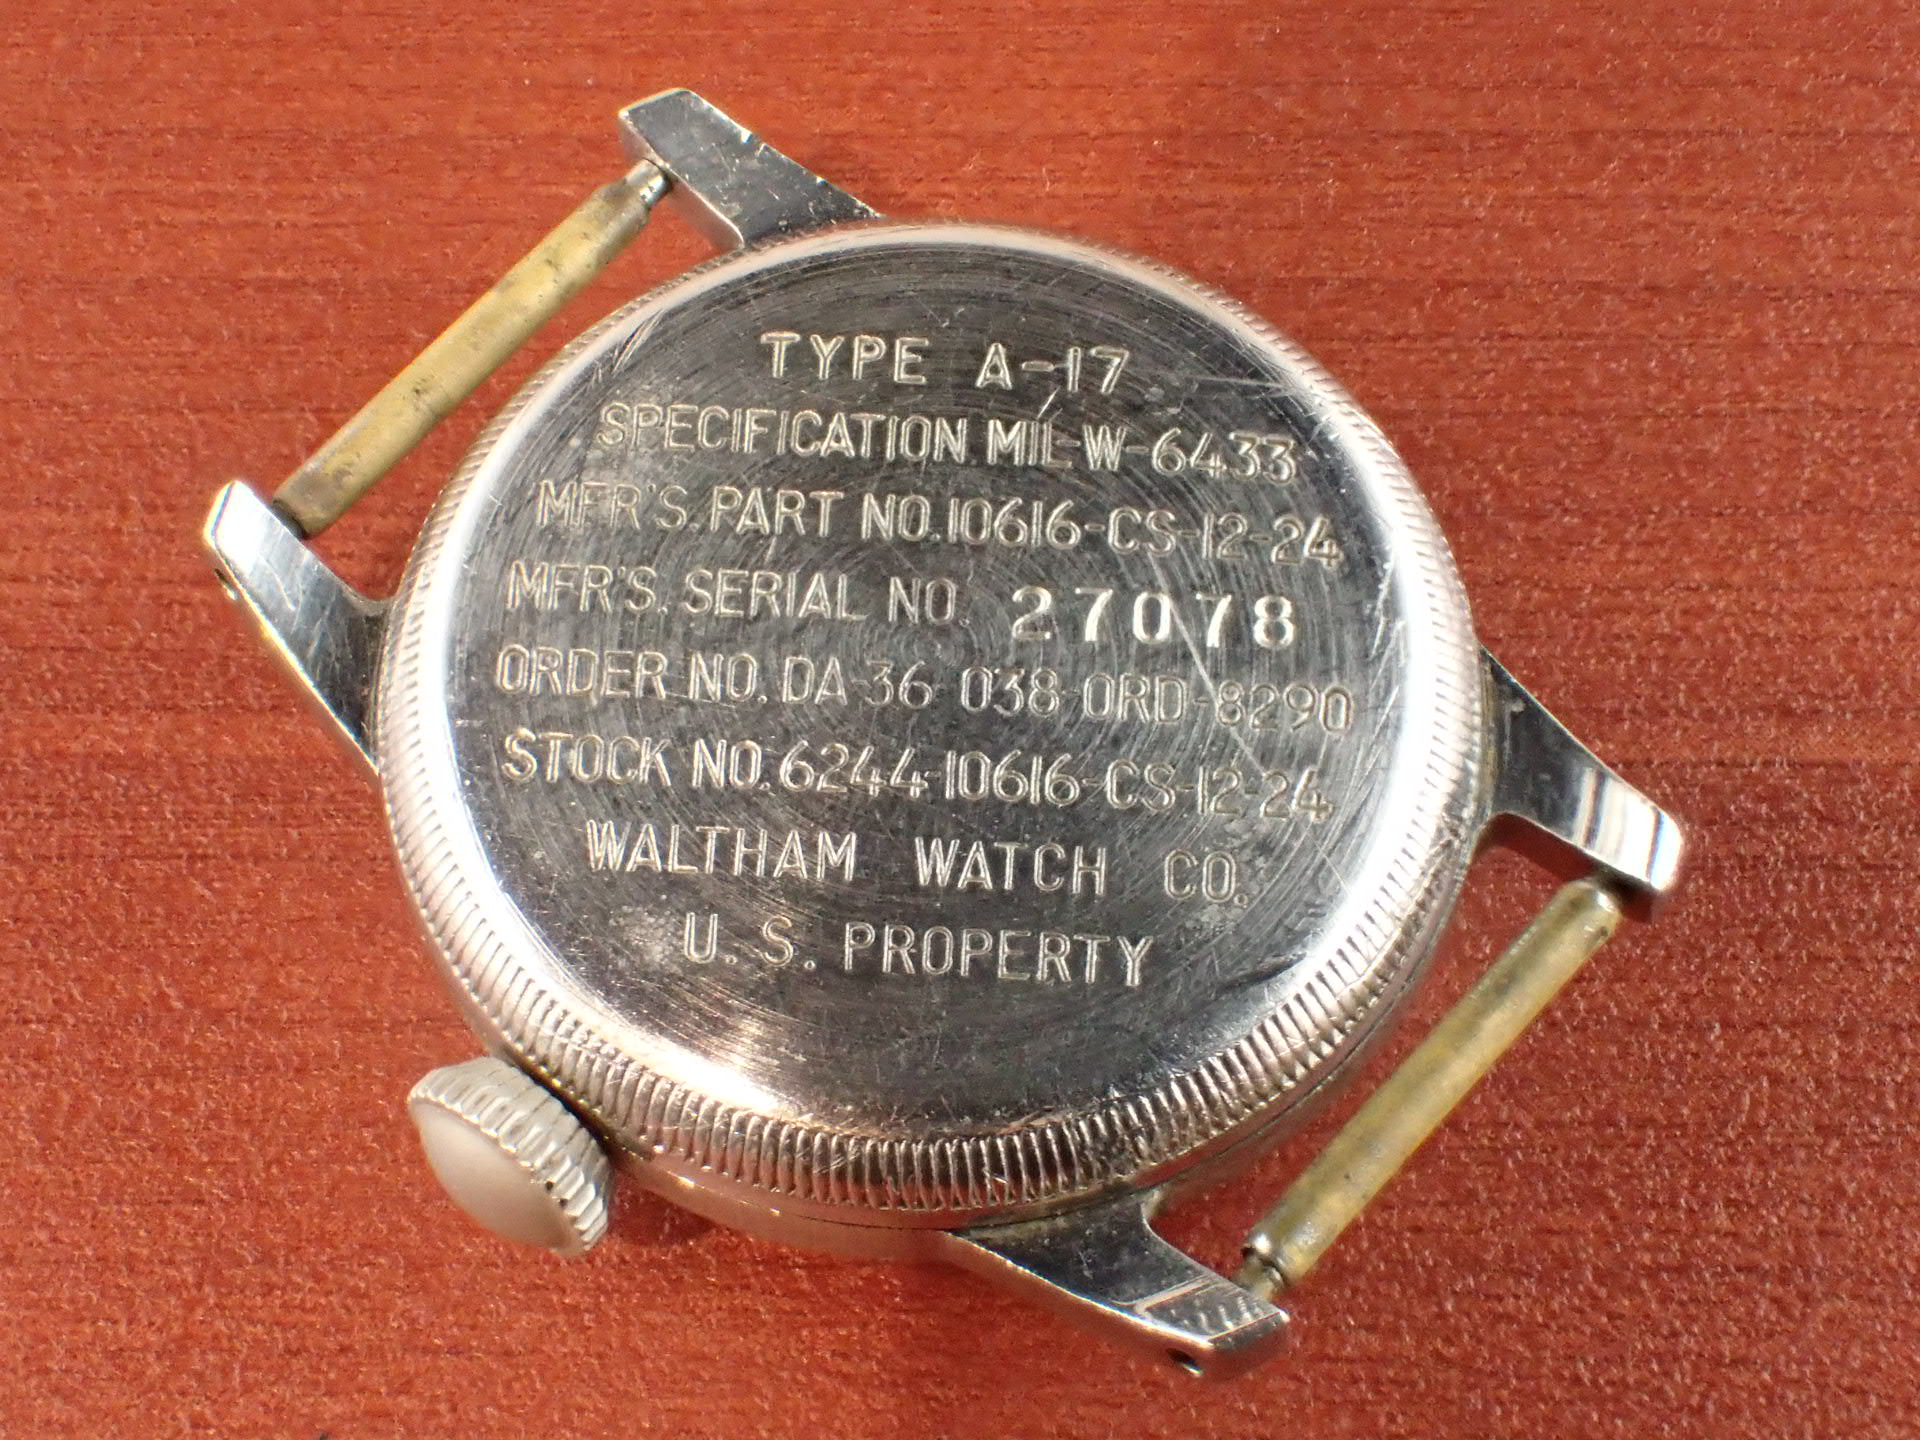 TYPE A-17
SPECIFICATION MIL-W-6433
MFR'S. PART NO. 10616-CS-12-24
MFR'S. SERIAL NO. 27078
ORDER NO. DA-36-038-ORD-8290
STOCK NO. 6244-10616-CS-12-24
WALTHAM WATCH CO.
U. S. PROPERTY